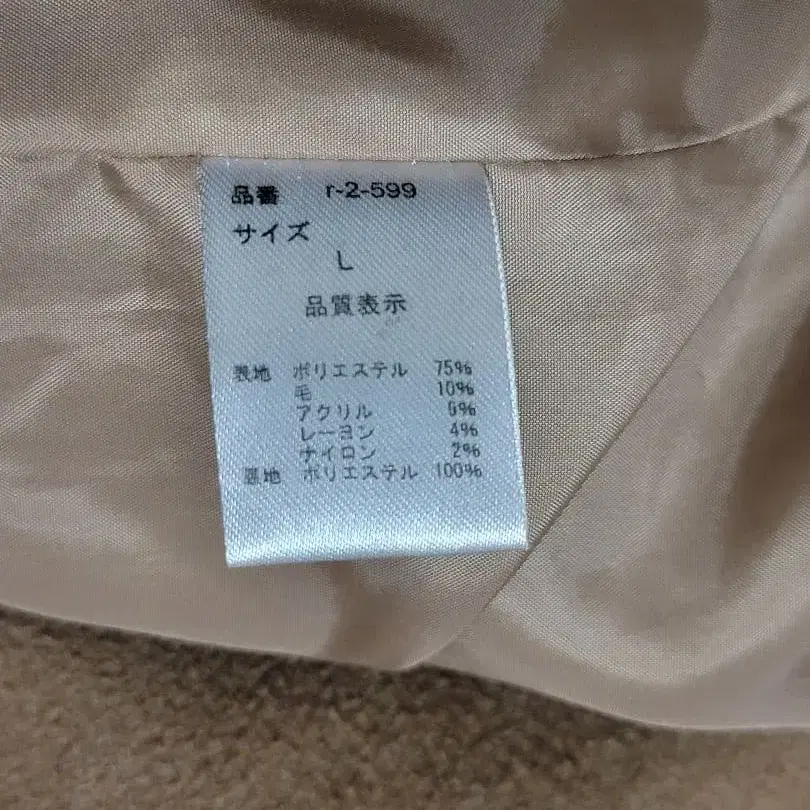 品番 r-2-599
サイズ
L
品質表示
表地 ポリエステル 75%
毛 10%
アクリル 9%
レーヨン 4%
ナイロン 2%
裏地 ポリエステル 100%